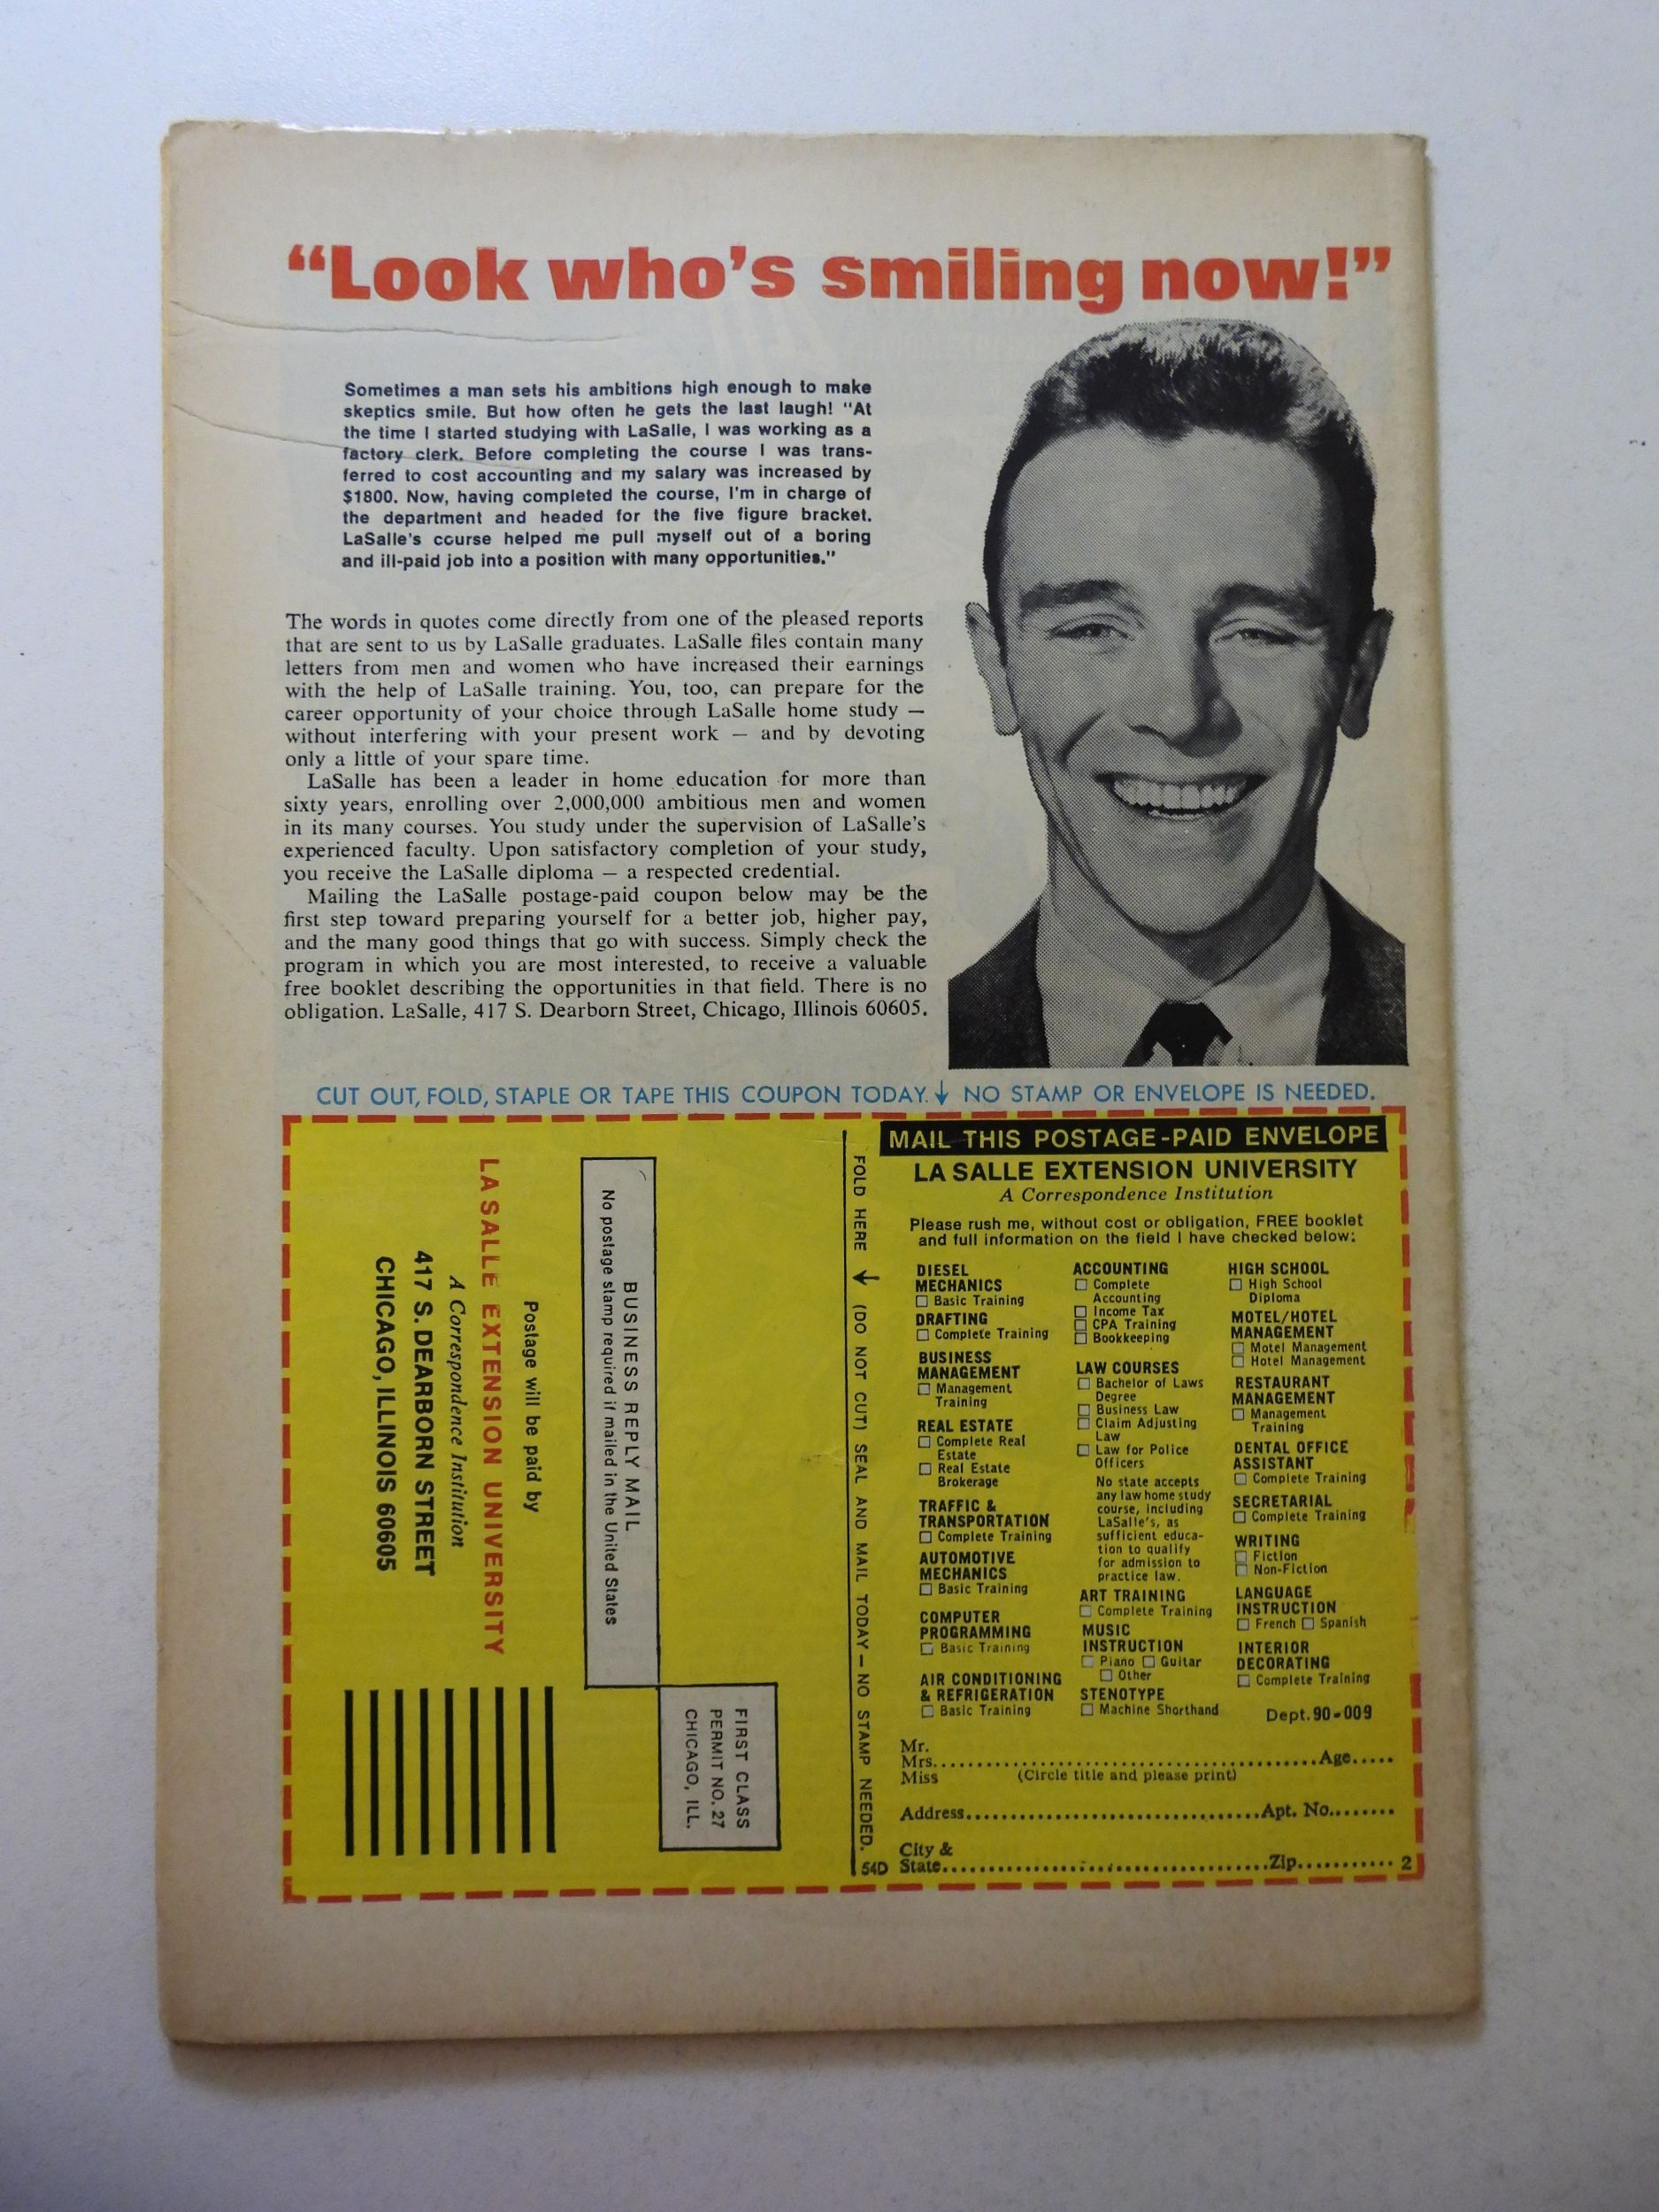 “Look who’s smiling now!”
Sometimes a man sets his ambitions high enough to make
skeptics smile. But how often he gets the last laugh! "At
the time I started studying with LaSalle, I was working as a
factory clerk. Before completing the course I was trans-
ferred to cost accounting and my salary was increased by
$1800. Now, having completed the course, I'm in charge of
the department and headed for the five figure bracket.
LaSalle's course helped me pull myself out of a boring
and ill-paid job into a position with many opportunities."
The words in quotes come directly from one of the pleased reports
that are sent to us by LaSalle graduates. LaSalle files contain many
letters from men and women who have increased their earnings
with the help of LaSalle training. You, too, can prepare for the
career opportunity of your choice through LaSalle home study —
without interfering with your present work — and by devoting
only a little of your spare time.
LaSalle has been a leader in home education for more than
sixty years, enrolling over 2,000,000 ambitious men and women
in its many courses. You study under the supervision of LaSalle's
experienced faculty. Upon satisfactory completion of your study,
you receive the LaSalle diploma — a respected credential.
Mailing the LaSalle postage-paid coupon below may be the
first step toward preparing yourself for a better job, higher pay,
and the many good things that go with success. Simply check the
program in which you are most interested, to receive a valuable
free booklet describing the opportunities in that field. There is no
obligation. LaSalle, 417 S. Dearborn Street, Chicago, Illinois 60605.
CUT OUT, FOLD, STAPLE OR TAPE THIS COUPON TODAY.↓ NO STAMP OR ENVELOPE IS NEEDED.
FIRST CLASS
PERMIT NO. 27
CHICAGO, ILL.
BUSINESS REPLY MAIL
No postage stamp required if mailed in the United States
Postage will be paid by
LA SALLE EXTENSION UNIVERSITY
A Correspondence Institution
417 S. DEARBORN STREET
CHICAGO, ILLINOIS 60605
FOLD HERE ↓ (DO NOT CUT) SEAL AND MAIL TODAY—NO STAMP NEEDED.
MAIL THIS POSTAGE-PAID ENVELOPE
LA SALLE EXTENSION UNIVERSITY
A Correspondence Institution
Please rush me, without cost or obligation, FREE booklet
and full information on the field I have checked below:
DIESEL
MECHANICS
☐ Basic Training
DRAFTING
☐ Complete Training
BUSINESS
MANAGEMENT
☐ Management
Training
REAL ESTATE
☐ Complete Real
Estate
☐ Real Estate
Brokerage
TRAFFIC &
TRANSPORTATION
☐ Complete Training
AUTOMOTIVE
MECHANICS
☐ Basic Training
COMPUTER
PROGRAMMING
☐ Basic Training
AIR CONDITIONING
& REFRIGERATION
☐ Basic Training
ACCOUNTING
☐ Complete
Accounting
☐ Income Tax
☐ CPA Training
☐ Bookkeeping
LAW COURSES
☐ Bachelor of Laws
Degree
☐ Business Law
☐ Claim Adjusting
Law
☐ Law for Police
Officers
No state accepts
any law home study
course, including
LaSalle's, as
sufficient educa-
tion to qualify
for admission to
practice law.
ART TRAINING
☐ Complete Training
MUSIC
INSTRUCTION
☐ Piano ☐ Guitar
☐ Other
STENOTYPE
☐ Machine Shorthand
HIGH SCHOOL
☐ High School
Diploma
MOTEL/HOTEL
MANAGEMENT
☐ Motel Management
☐ Hotel Management
RESTAURANT
MANAGEMENT
☐ Management
Training
DENTAL OFFICE
ASSISTANT
☐ Complete Training
SECRETARIAL
☐ Complete Training
WRITING
☐ Fiction
☐ Non-Fiction
LANGUAGE
INSTRUCTION
☐ French ☐ Spanish
INTERIOR
DECORATING
☐ Complete Training
Dept. 90-009
Mr.
Mrs. Age
Miss (Circle title and please print)
Address Apt. No.
City &
54D State Zip 2